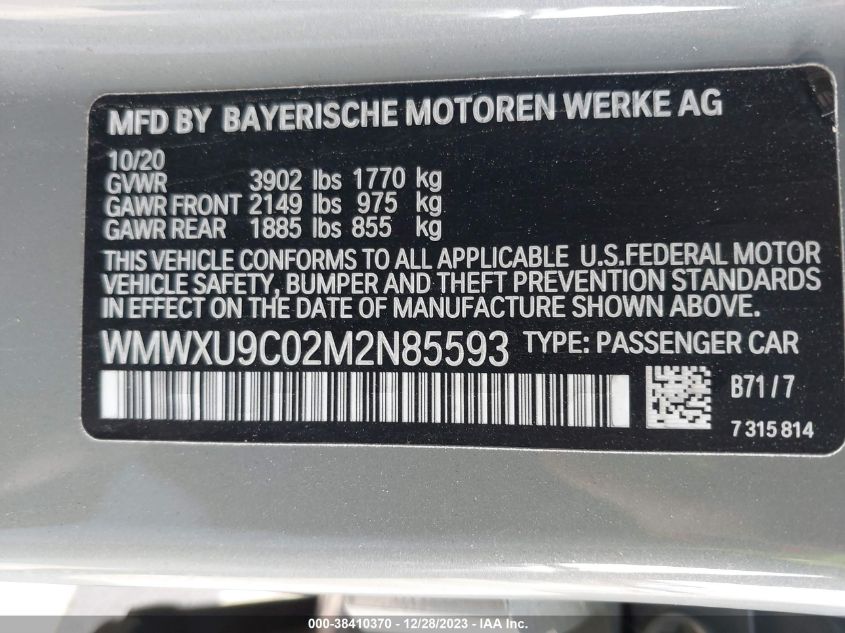 MFD BY BAYERISCHE MOTOREN WERKE AG
10/20
GVWR 3902 lbs 1770 kg
GAWR FRONT 2149 lbs 975 kg
GAWR REAR 1885 lbs 855 kg
THIS VEHICLE CONFORMS TO ALL APPLICABLE U.S.FEDERAL MOTOR
VEHICLE SAFETY, BUMPER AND THEFT PREVENTION STANDARDS
IN EFFECT ON THE DATE OF MANUFACTURE SHOWN ABOVE.
WMWXU9C02M2N85593 TYPE: PASSENGER CAR
B71/7
7 315 814
000-38410370 - 12/28/2023 - IAA Inc.